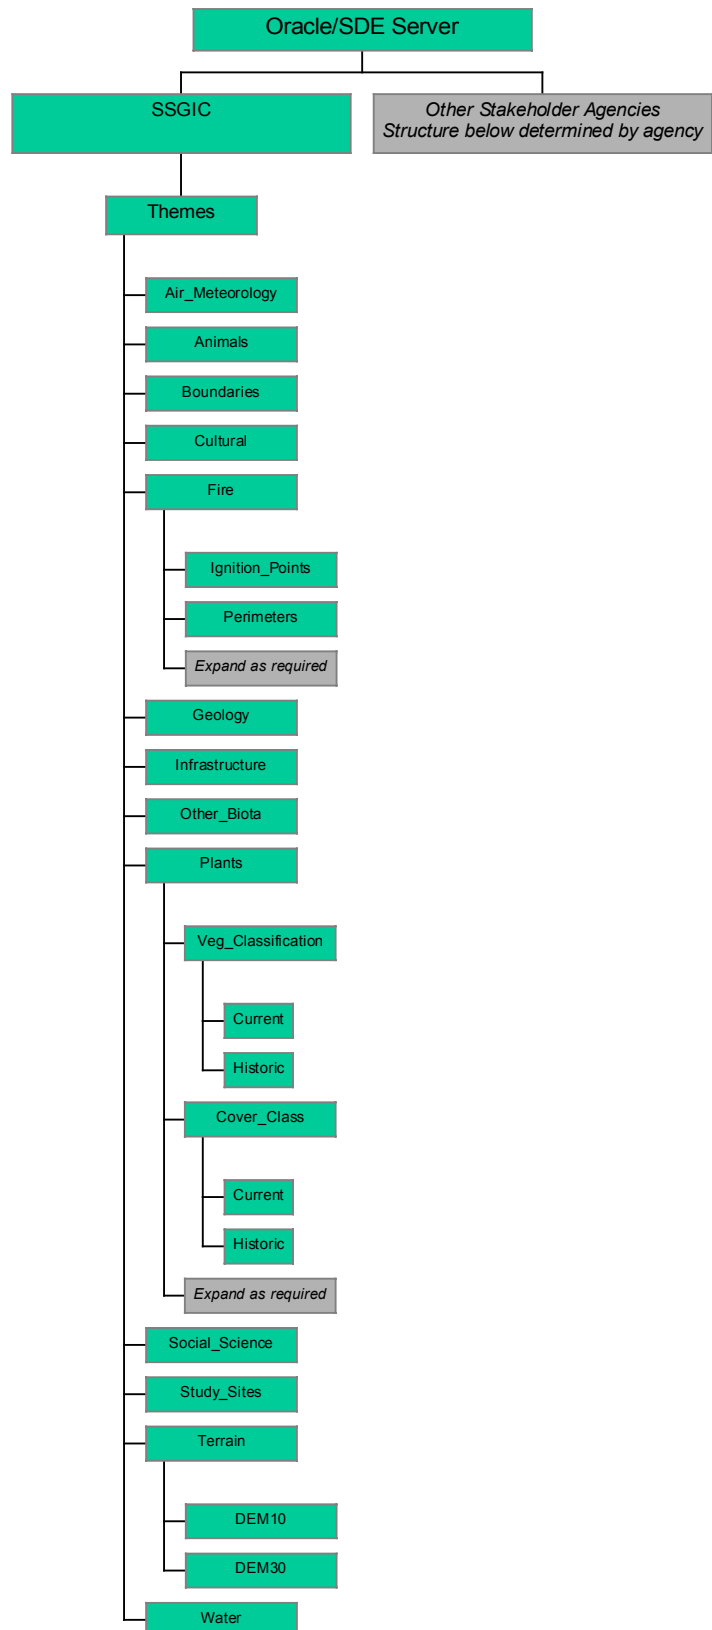 Oracle/SDE Server
SSGIC
Other Stakeholder Agencies
Structure below determined by agency
Themes
Air_Meteorology
Animals
Boundaries
Cultural
Fire
Ignition_Points
Perimeters
Expand as required
Geology
Infrastructure
Other_Biota
Plants
Veg_Classification
Current
Historic
Cover_Class
Current
Historic
Expand as required
Social_Science
Study_Sites
Terrain
DEM10
DEM30
Water